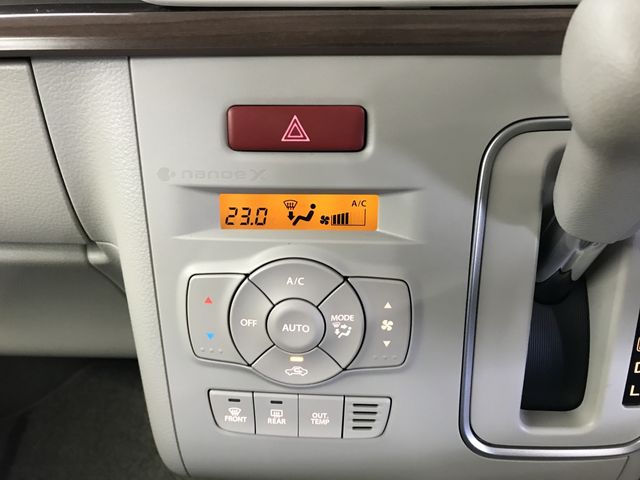 nanoe X
23.0 A/C
A/C
OFF AUTO MODE
FRONT REAR OUT. TEMP
D
L